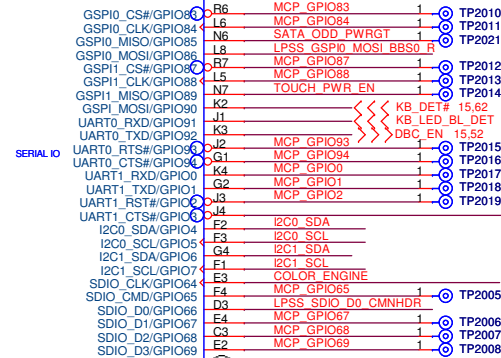 GSPI0_CS#/GPIO83 R6 MCP_GPIO83 1 TP2010
GSPI0_CLK/GPIO84 L6 MCP_GPIO84 1 TP2011
GSPI0_MISO/GPIO85 N6 SATA_ODD_PWRGT 1 TP2021
GSPI0_MOSI/GPIO86 L8 LPSS_GSPI0_MOSI_BBS0_R
GSPI1_CS#/GPIO87 R7 MCP_GPIO87 1 TP2012
GSPI1_CLK/GPIO88 L5 MCP_GPIO88 1 TP2013
GSPI1_MISO/GPIO89 N7 TOUCH_PWR_EN 1 TP2014
GSPI_MOSI/GPIO90 K2 KB_DET# 15,62
UART0_RXD/GPIO91 J1 KB_LED_BL_DET
UART0_TXD/GPIO92 K3 DBC_EN 15,52
SERIAL IO
UART0_RTS#/GPIO93 J2 MCP_GPIO93 1 TP2015
UART0_CTS#/GPIO94 G1 MCP_GPIO94 1 TP2016
UART1_RXD/GPIO0 K4 MCP_GPIO0 1 TP2017
UART1_TXD/GPIO1 G2 MCP_GPIO1 1 TP2018
UART1_RST#/GPIO2 J3 MCP_GPIO2 1 TP2019
UART1_CTS#/GPIO3 J4
I2C0_SDA/GPIO4 F2 I2C0_SDA
I2C0_SCL/GPIO5 F3 I2C0_SCL
I2C1_SDA/GPIO6 G4 I2C1_SDA
I2C1_SCL/GPIO7 F1 I2C1_SCL
SDIO_CLK/GPIO64 E3 COLOR_ENGINE
SDIO_CMD/GPIO65 F4 MCP_GPIO65 1 TP2005
SDIO_D0/GPIO66 D3 LPSS_SDIO_D0_CMNHDR
SDIO_D1/GPIO67 E4 MCP_GPIO67 1 TP2006
SDIO_D2/GPIO68 C3 MCP_GPIO68 1 TP2007
SDIO_D3/GPIO69 E2 MCP_GPIO69 1 TP2008